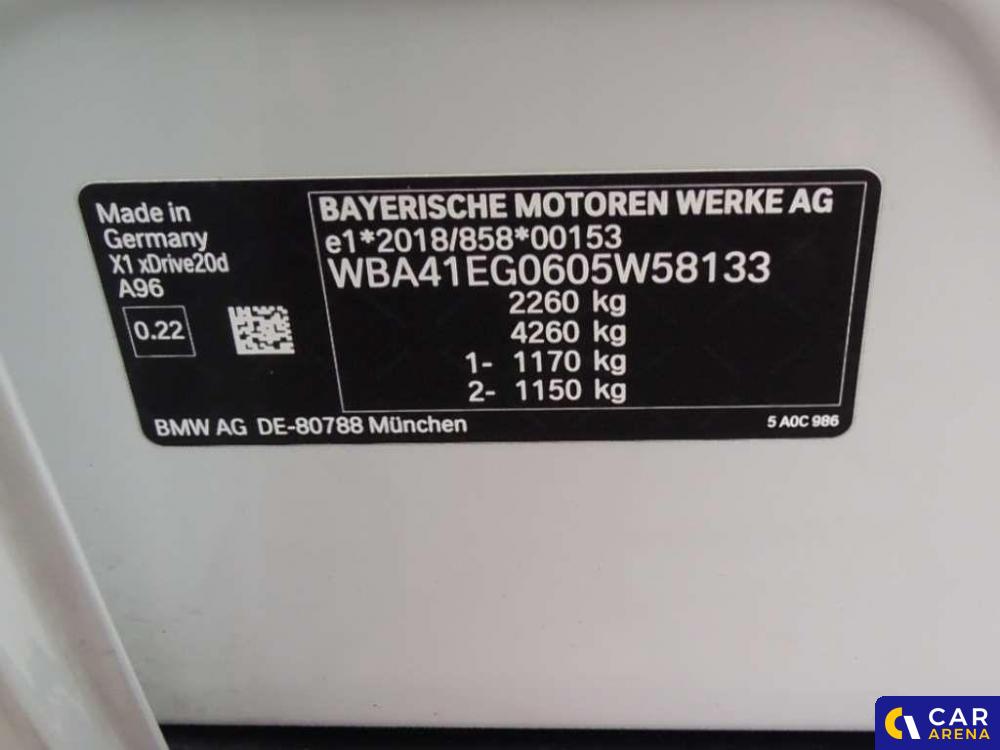 Made in
Germany
X1 xDrive20d
A96
0.22
BAYERISCHE MOTOREN WERKE AG
e1*2018/858*00153
WBA41EG0605W58133
2260 kg
4260 kg
1- 1170 kg
2- 1150 kg
BMW AG DE-80788 München
5 A0C 986
CAR
ARENA